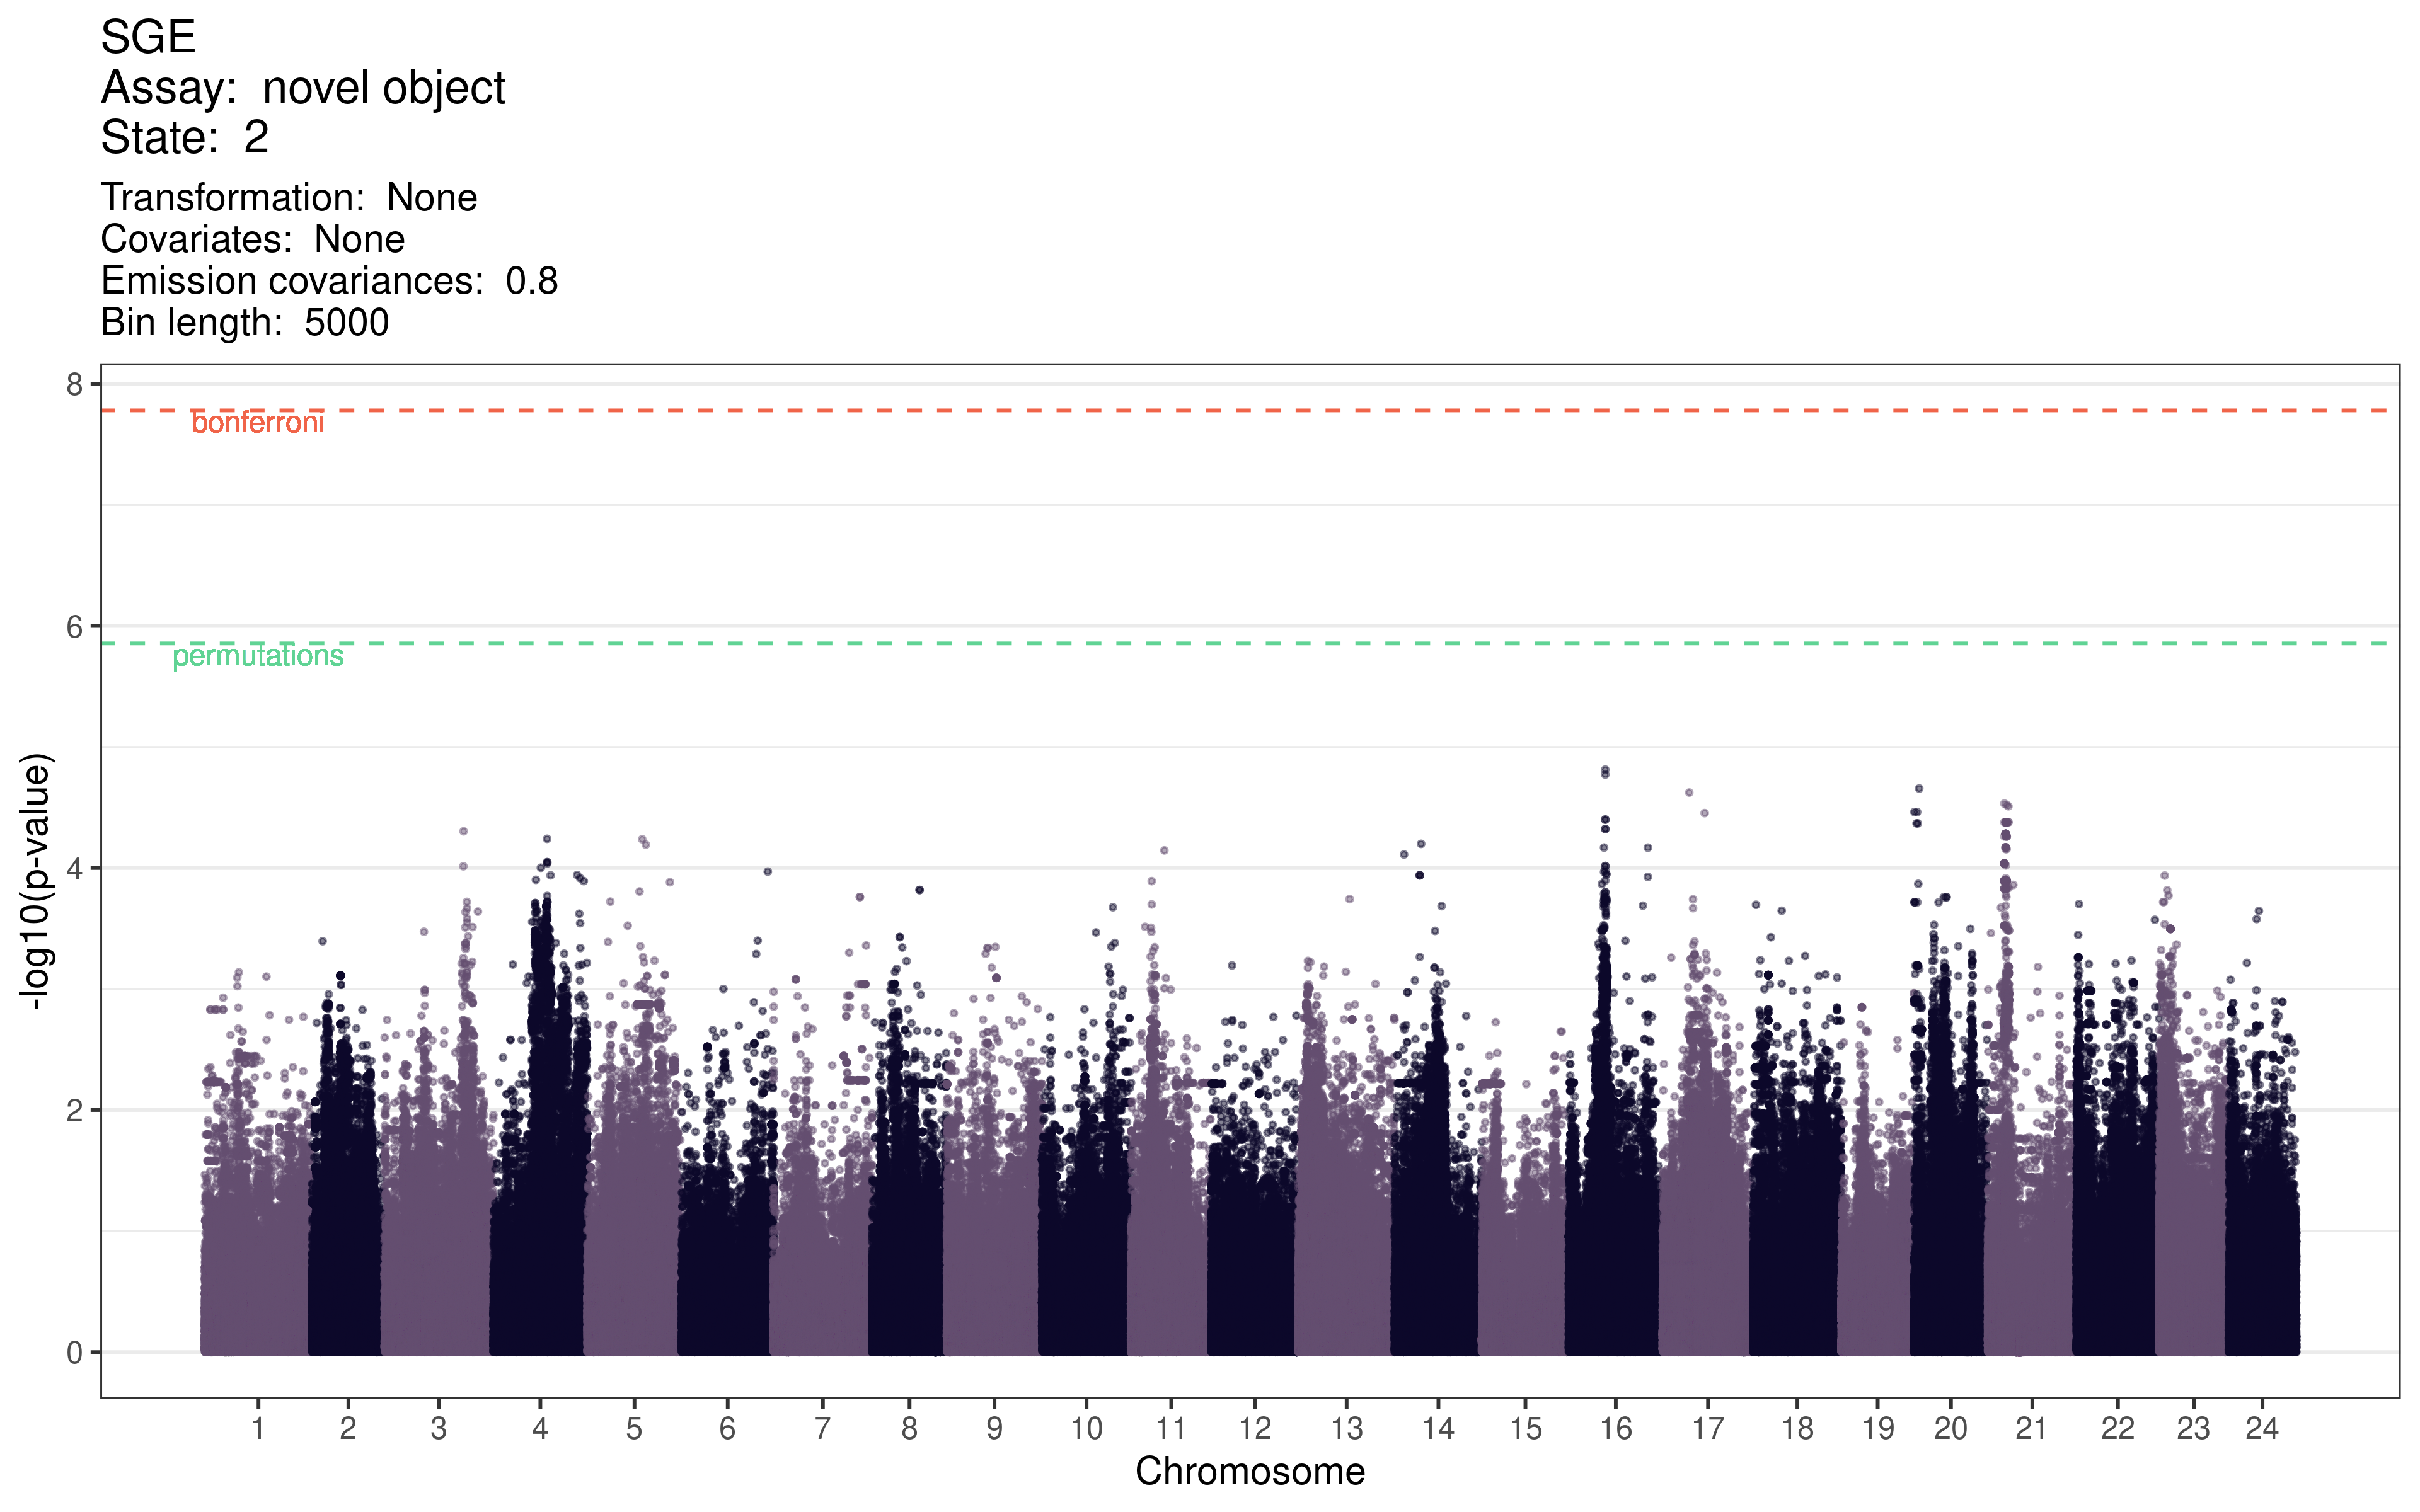 SGE
Assay:  novel object
State:  2
Transformation:  None
Covariates:  None
Emission covariances:  0.8
Bin length:  5000
8
bonferroni
6
permutations
4
2
0
-log10(p-value)
1 2 3 4 5 6 7 8 9 10 11 12 13 14 15 16 17 18 19 20 21 22 23 24
Chromosome